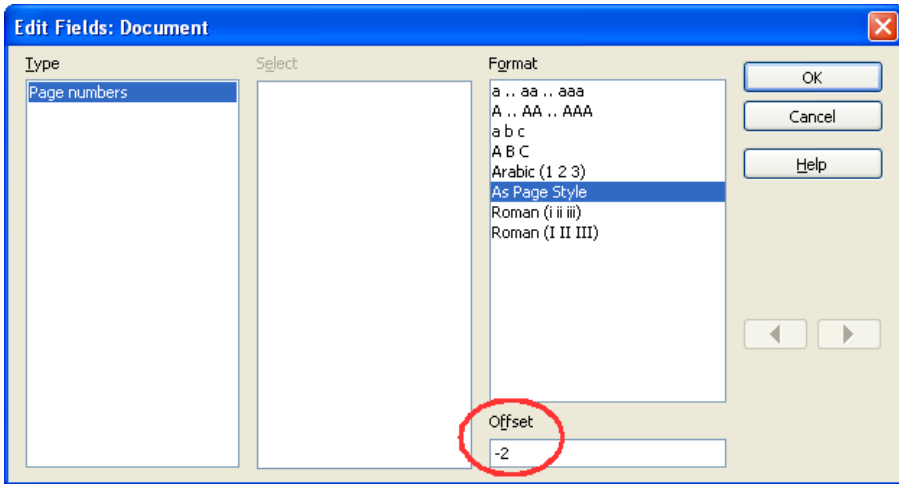 Edit Fields: Document
Type
Select
Format
Page numbers
a .. aa .. aaa
A .. AA .. AAA
a b c
A B C
Arabic (1 2 3)
As Page Style
Roman (i ii iii)
Roman (I II III)
OK
Cancel
Help
Offset
-2